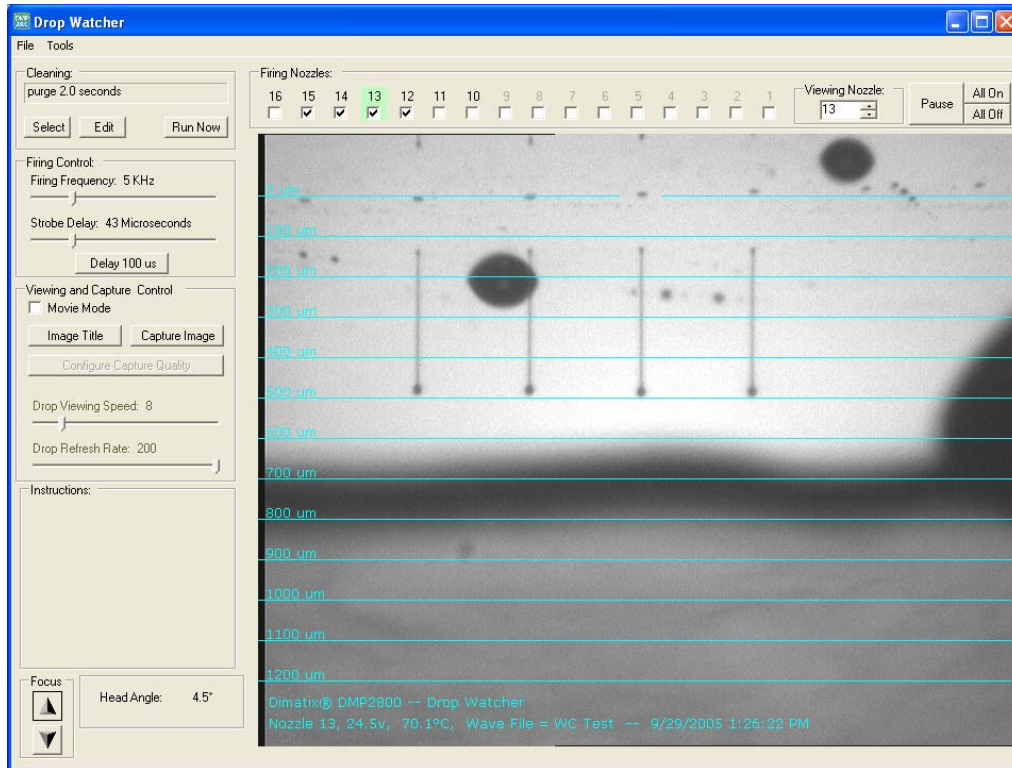 Drop Watcher
File Tools
Cleaning:
purge 2.0 seconds
Select Edit Run Now
Firing Control:
Firing Frequency: 5 KHz
Strobe Delay: 43 Microseconds
Delay 100 us
Viewing and Capture Control
Movie Mode
Image Title Capture Image
Configure Capture Quality
Drop Viewing Speed: 8
Drop Refresh Rate: 200
Instructions:
Focus
Head Angle: 4.5°
Firing Nozzles:
16 15 14 13 12 11 10 9 8 7 6 5 4 3 2 1
Viewing Nozzle:
13
Pause
All On
All Off
100 um
200 um
300 um
400 um
500 um
600 um
700 um
800 um
900 um
1000 um
1100 um
1200 um
Dimatix® DMP2800 -- Drop Watcher
Nozzle 13, 24.5v, 70.1ºC, Wave File = WC Test -- 9/29/2005 1:26:22 PM